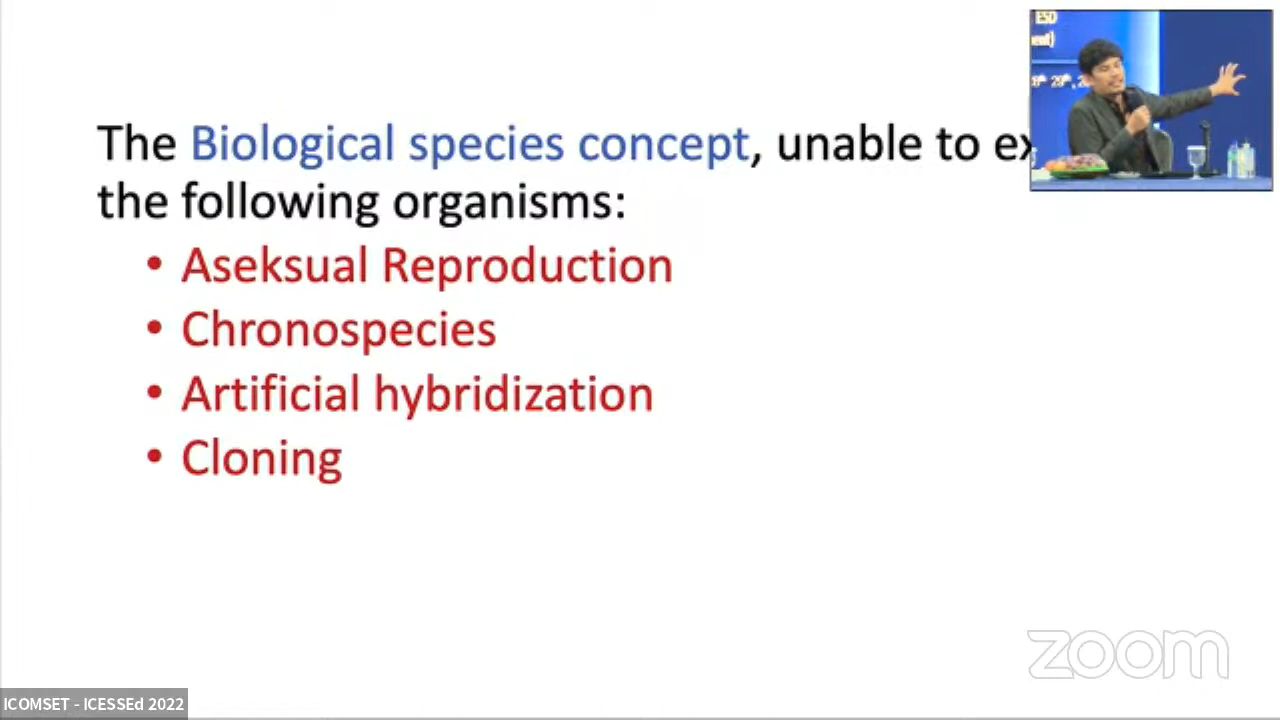 The Biological species concept, unable to ex
the following organisms:
• Aseksual Reproduction
• Chronospecies
• Artificial hybridization
• Cloning
ESD
zoom
ICOMSET - ICESSEd 2022